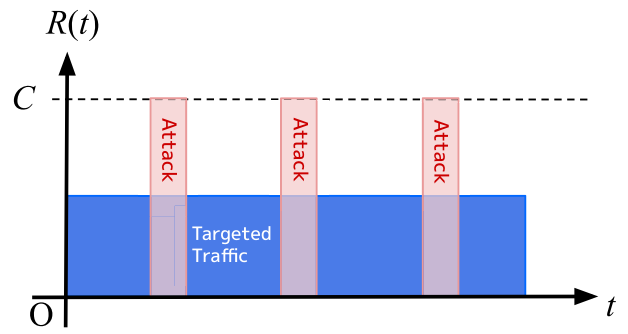 R(t)
C
Attack
Attack
Attack
Targeted
Traffic
O
t